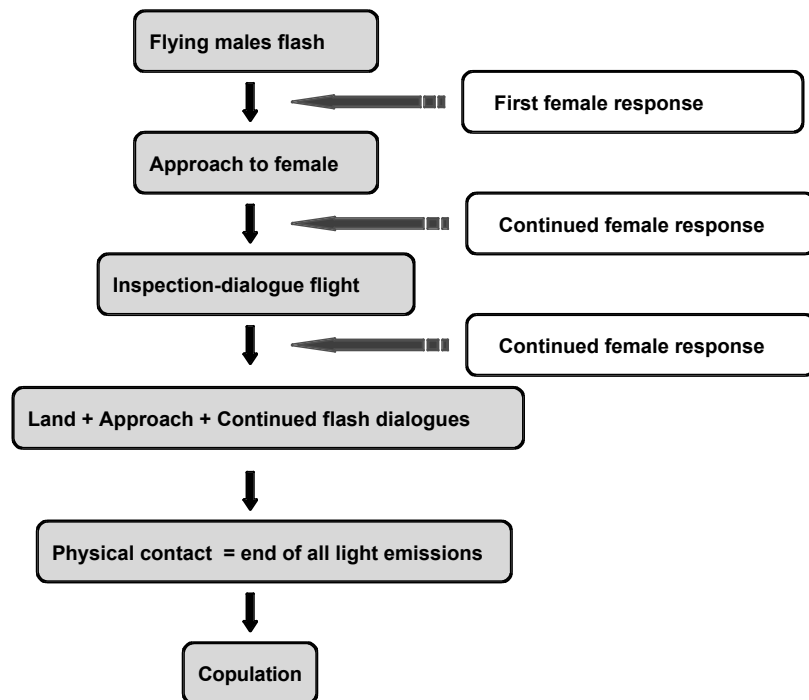 Flying males flash
First female response
Approach to female
Continued female response
Inspection-dialogue flight
Continued female response
Land + Approach + Continued flash dialogues
Physical contact = end of all light emissions
Copulation